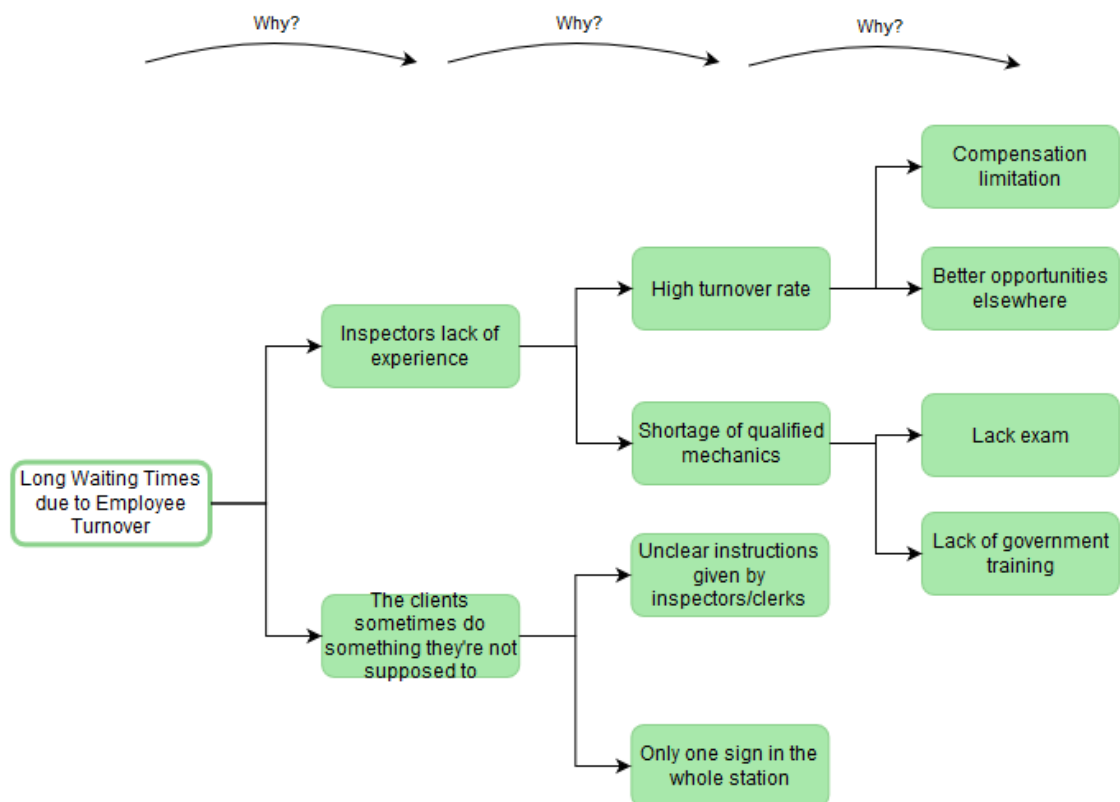 Why?
Why?
Why?
Compensation
limitation
High turnover rate
Better opportunities
elsewhere
Inspectors lack of
experience
Shortage of qualified
mechanics
Lack exam
Long Waiting Times
due to Employee
Turnover
Unclear instructions
given by
inspectors/clerks
Lack of government
training
The clients
sometimes do
something they're not
supposed to
Only one sign in the
whole station